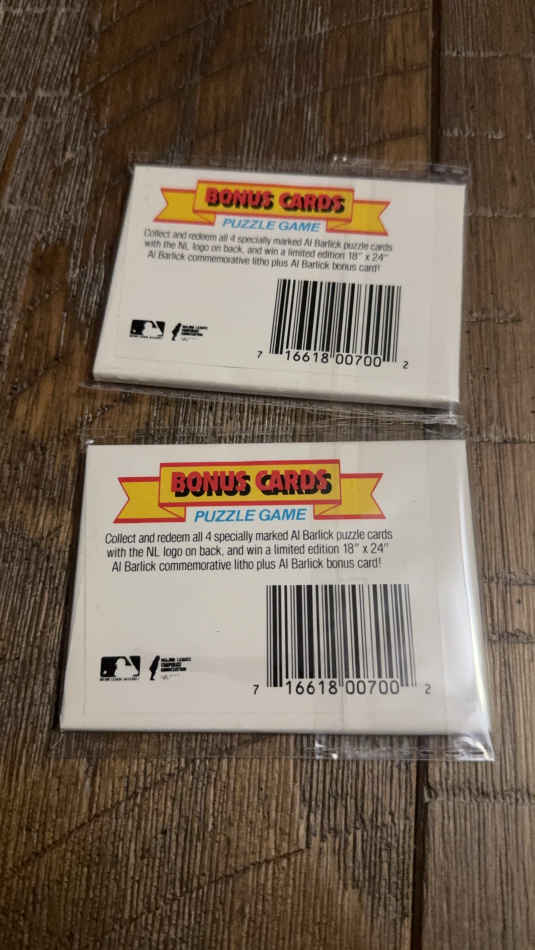 BONUS CARDS
PUZZLE GAME
Collect and redeem all 4 specially marked Al Barlick puzzle cards
with the NL logo on back, and win a limited edition 18" x 24"
Al Barlick commemorative litho plus Al Barlick bonus card!
7 16618 00700 2
BONUS CARDS
PUZZLE GAME
Collect and redeem all 4 specially marked Al Barlick puzzle cards
with the NL logo on back, and win a limited edition 18" x 24"
Al Barlick commemorative litho plus Al Barlick bonus card!
MAJOR LEAGUE
UMPIRES
ASSOCIATION
7 16618 00700 2